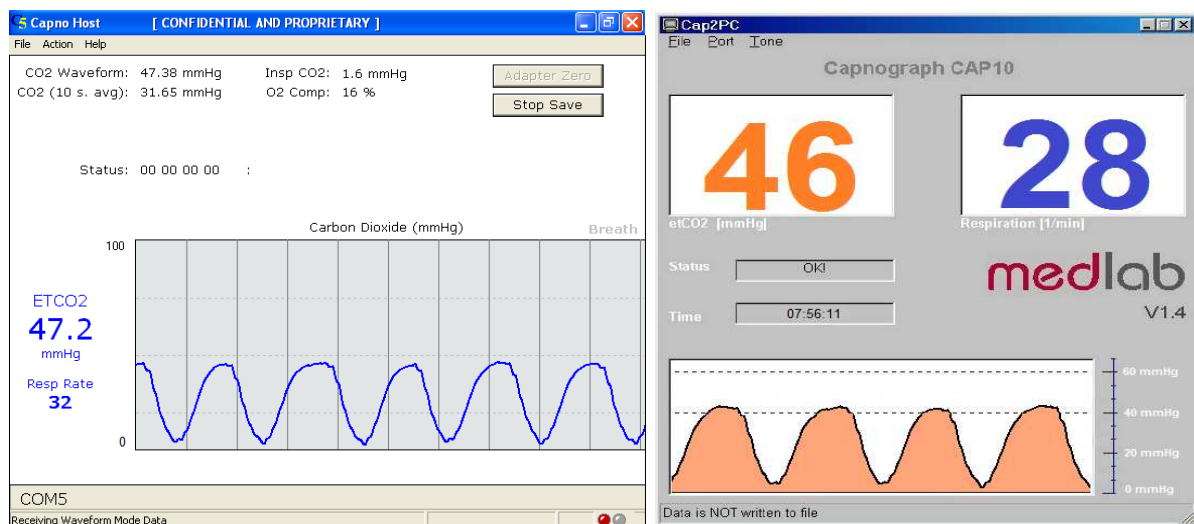 Capno Host [ CONFIDENTIAL AND PROPRIETARY ]
File Action Help
CO2 Waveform: 47.38 mmHg Insp CO2: 1.6 mmHg Adapter Zero
CO2 (10 s. avg): 31.65 mmHg O2 Comp: 16 % Stop Save
Status: 00 00 00 00 :
Carbon Dioxide (mmHg) Breath
100
ETCO2
47.2
mmHg
Resp Rate
32
0
COM5
Receiving Waveform Mode Data
Cap2PC
File Port Tone
Capnograph CAP10
46 28
etCO2 [mmHg] Respiration [1/min]
Status OK!
medlab
Time 07:56:11 V1.4
60 mmHg
40 mmHg
20 mmHg
0 mmHg
Data is NOT written to file